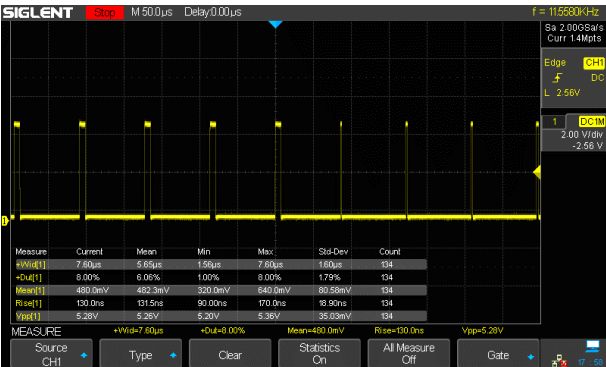 SIGLENT Stop M 50.0µs Delay:0.00µs f = 11.5580KHz
Sa 2.00GSa/s
Curr 1.4Mpts
Edge CH1
DC
L 2.56V
1 DC1M
2.00 V/div
-2.56 V
1
Measure Current Mean Min Max Std-Dev Count
+Wid[1] 7.60µs 5.65µs 1.56µs 7.60µs 1.60µs 134
+Dut[1] 8.00% 6.06% 1.00% 8.00% 1.79% 134
Mean[1] 480.0mV 482.3mV 320.0mV 640.0mV 80.58mV 134
Rise[1] 130.0ns 131.5ns 90.00ns 170.0ns 18.90ns 134
Vpp[1] 5.28V 5.26V 5.20V 5.36V 35.03mV 134
MEASURE +Wid=7.60µs +Dut=8.00% Mean=480.0mV Rise=130.0ns Vpp=5.28V
Source Type Clear Statistics All Measure Gate
CH1 On Off
17 : 58